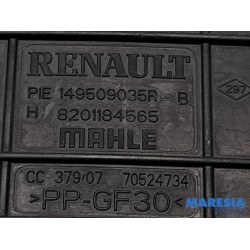 RENAULT
PIE 149509035R - B
H 8201184565
MAHLE
297
CC 379/07 70524734
>PP-GF30<
MARESIA